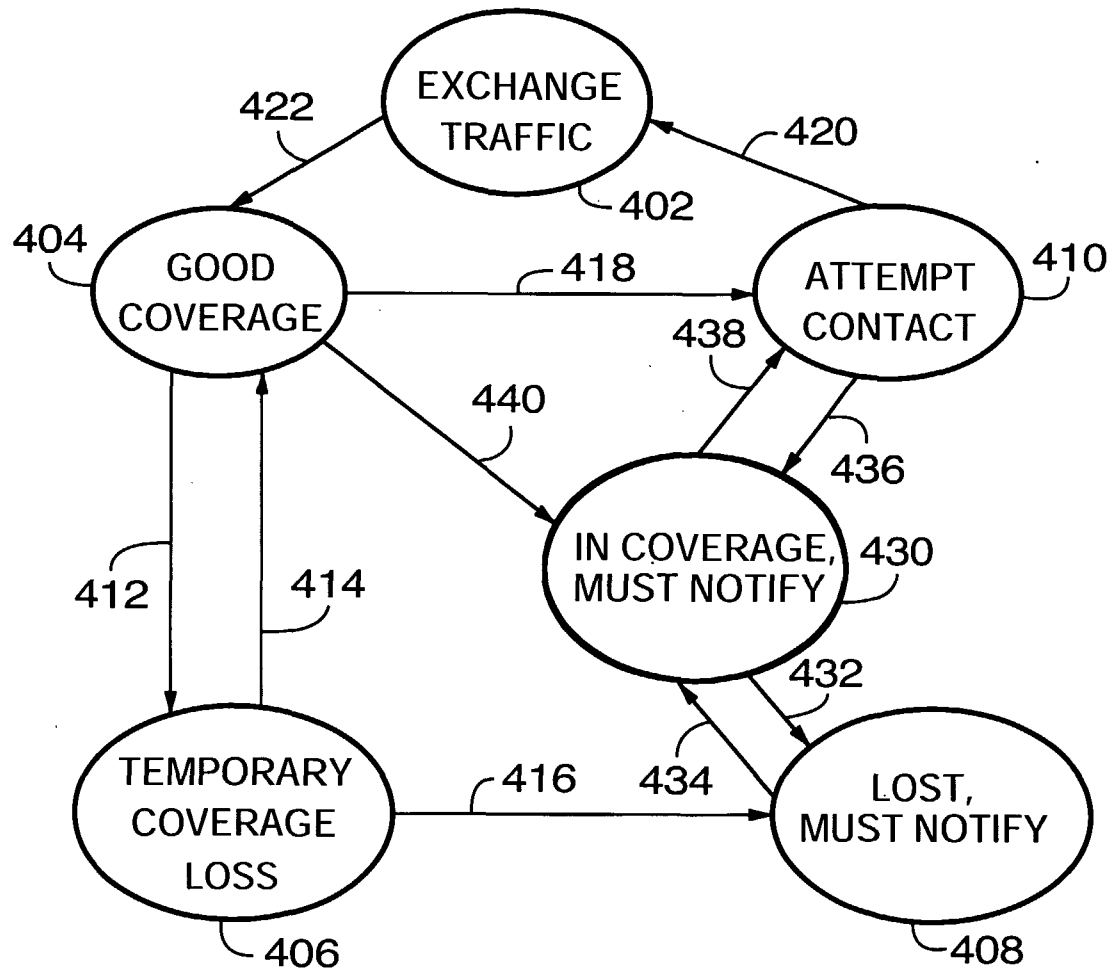 EXCHANGE
TRAFFIC
402
422
420
404
GOOD
COVERAGE
418
ATTEMPT
CONTACT
410
438
436
440
412
414
IN COVERAGE,
MUST NOTIFY
430
432
434
TEMPORARY
COVERAGE
LOSS
406
416
LOST,
MUST NOTIFY
408